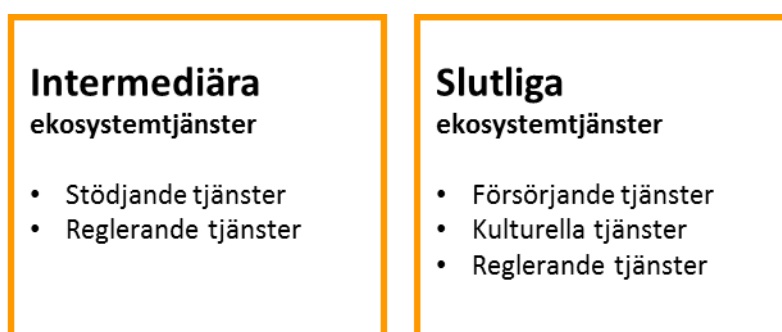 Intermediära
ekosystemtjänster
• Stödjande tjänster
• Reglerande tjänster
Slutliga
ekosystemtjänster
• Försörjande tjänster
• Kulturella tjänster
• Reglerande tjänster